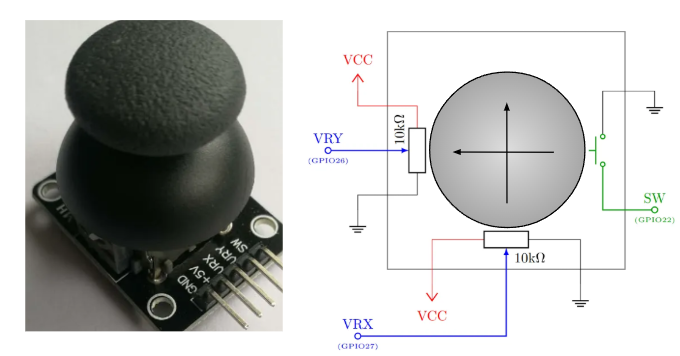 GND
+5V
VRX
VRY
SW
VCC
10kΩ
VRY
(GPIO26)
SW
(GPIO22)
10kΩ
VCC
VRX
(GPIO27)